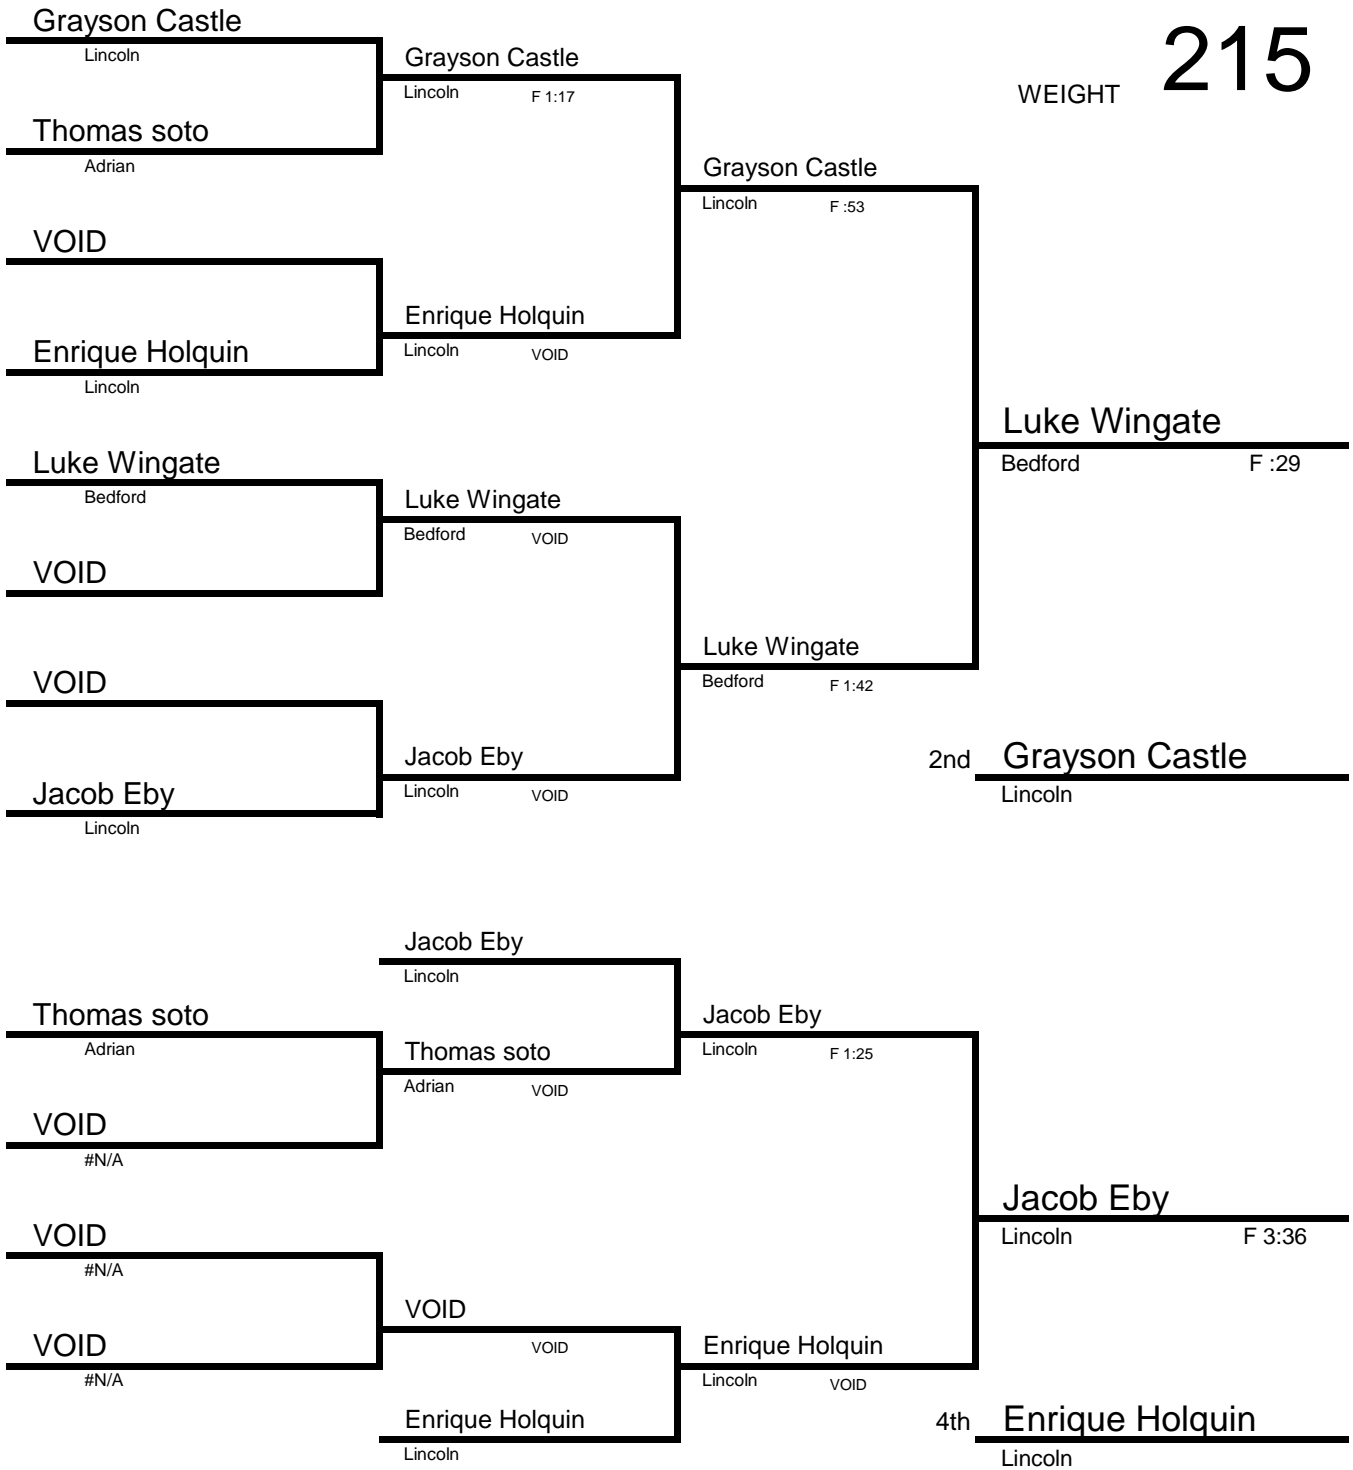 Grayson Castle
Lincoln
Grayson Castle
Lincoln F 1:17
WEIGHT 215
Thomas soto
Adrian
Grayson Castle
Lincoln F :53
VOID
Enrique Holquin
Lincoln VOID
Enrique Holquin
Lincoln
Luke Wingate
Bedford F :29
Luke Wingate
Bedford
Luke Wingate
Bedford VOID
VOID
Luke Wingate
Bedford F 1:42
VOID
Jacob Eby
Lincoln VOID
2nd Grayson Castle
Lincoln
Jacob Eby
Lincoln
Jacob Eby
Lincoln
Thomas soto
Adrian
Jacob Eby
Lincoln F 1:25
Thomas soto
Adrian VOID
VOID
#N/A
Jacob Eby
Lincoln F 3:36
VOID
#N/A
VOID
VOID
VOID
#N/A
Enrique Holquin
Lincoln VOID
Enrique Holquin
Lincoln
4th Enrique Holquin
Lincoln